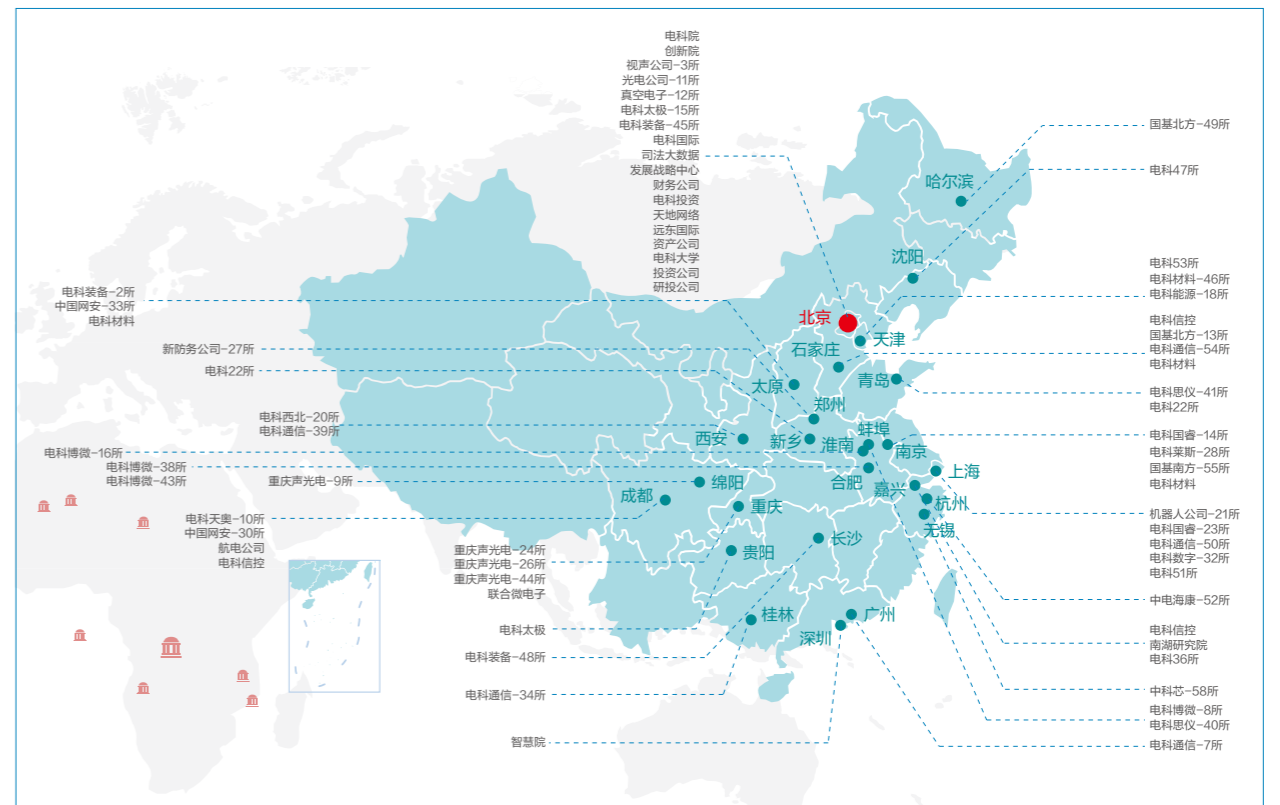 电科院
创新院
视声公司-3所
光电公司-11所
真空电子-12所
电科太极-15所
电科装备-45所
电科国际
司法大数据
发展战略中心
财务公司
电科投资
天地网络
远东国际
资产公司
电科大学
投资公司
研投公司
电科装备-2所
中国网安-33所
电科材料
新防务公司-27所
电科22所
电科西北-20所
电科通信-39所
电科博微-16所
电科博微-38所
电科博微-43所
重庆声光电-9所
电科天奥-10所
中国网安-30所
航电公司
电科信控
重庆声光电-24所
重庆声光电-26所
重庆声光电-44所
联合微电子
电科太极
电科装备-48所
电科通信-34所
智慧院
哈尔滨
沈阳
北京
天津
石家庄
太原
青岛
郑州
西安
新乡
淮南
蚌埠
南京
合肥
上海
嘉兴
杭州
无锡
绵阳
成都
重庆
贵阳
长沙
桂林
广州
深圳
国基北方-49所
电科47所
电科53所
电科材料-46所
电科能源-18所
电科信控
国基北方-13所
电科通信-54所
电科材料
电科思仪-41所
电科22所
电科国睿-14所
电科莱斯-28所
国基南方-55所
电科材料
机器人公司-21所
电科国睿-23所
电科通信-50所
电科数字-32所
电科51所
中电海康-52所
电科信控
南湖研究院
电科36所
中科芯-58所
电科博微-8所
电科思仪-40所
电科通信-7所